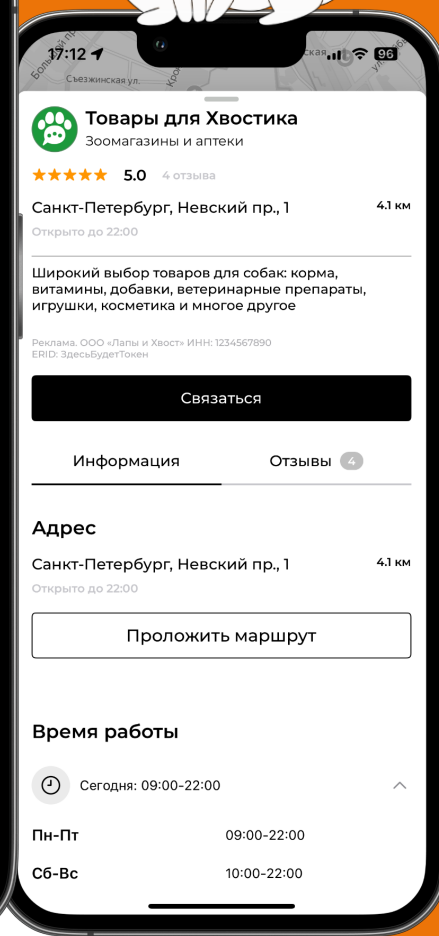 17:12
96
Съезжинская ул.
Товары для Хвостика
Зоомагазины и аптеки
5.0 4 отзыва
Санкт-Петербург, Невский пр., 1 4.1 км
Открыто до 22:00
Широкий выбор товаров для собак: корма,
витамины, добавки, ветеринарные препараты,
игрушки, косметика и многое другое
Реклама. ООО «Лапы и Хвост» ИНН: 1234567890
ERID: ЗдесьБудетТокен
Связаться
Информация Отзывы 4
Адрес
Санкт-Петербург, Невский пр., 1 4.1 км
Открыто до 22:00
Проложить маршрут
Время работы
Сегодня: 09:00-22:00
Пн-Пт 09:00-22:00
Сб-Вс 10:00-22:00